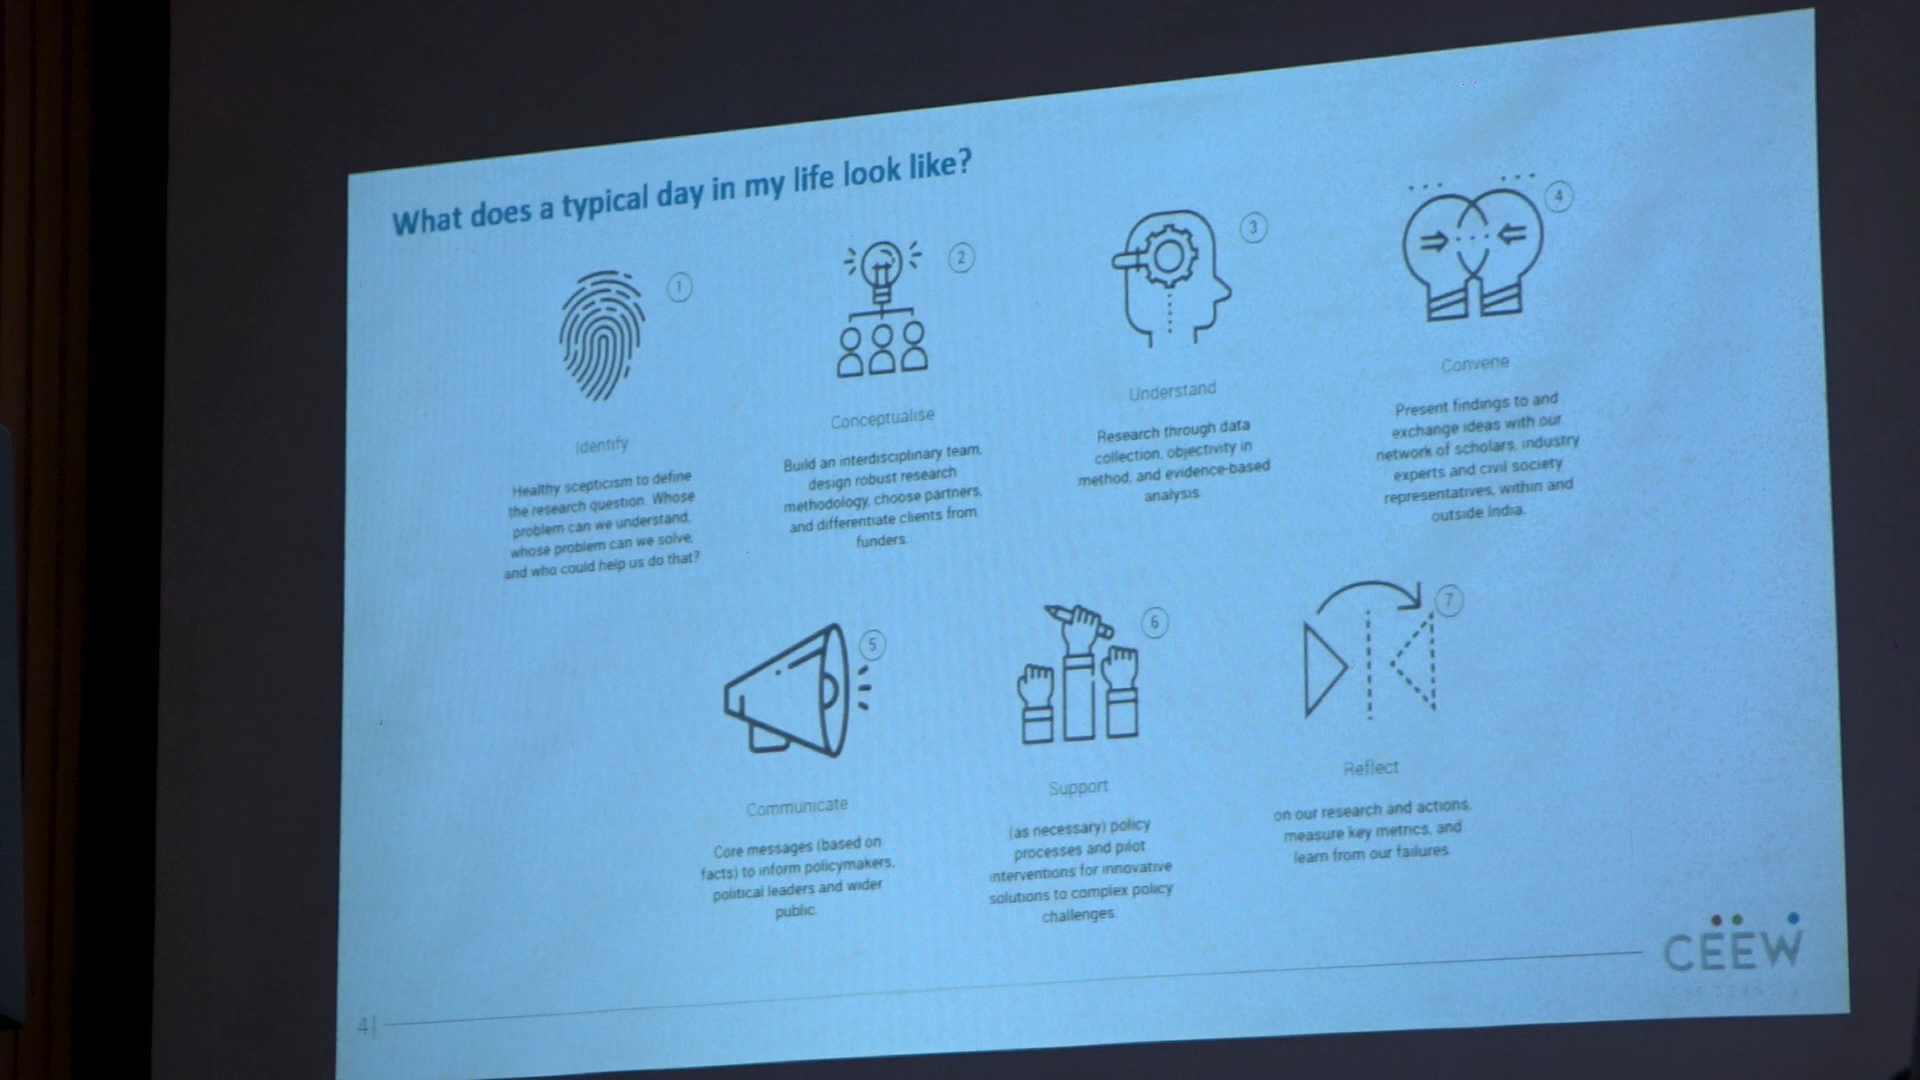 What does a typical day in my life look like?
1
Identify
Healthy scepticism to define
the research question. Whose
problem can we understand,
whose problem can we solve,
and who could help us do that?
2
Conceptualise
Build an interdisciplinary team,
design robust research
methodology, choose partners,
and differentiate clients from
funders.
3
Understand
Research through data
collection, objectivity in
method, and evidence-based
analysis.
4
Convene
Present findings to and
exchange ideas with our
network of scholars, industry
experts and civil society
representatives, within and
outside India.
5
Communicate
Core messages (based on
facts) to inform policymakers,
political leaders and wider
public.
6
Support
(as necessary) policy
processes and pilot
interventions for innovative
solutions to complex policy
challenges.
7
Reflect
on our research and actions,
measure key metrics, and
learn from our failures.
4|
CEEW